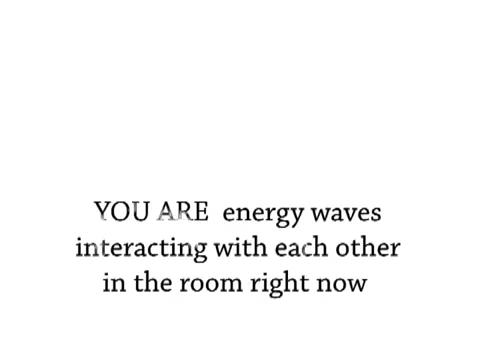 YOU ARE energy waves
interacting with each other
in the room right now